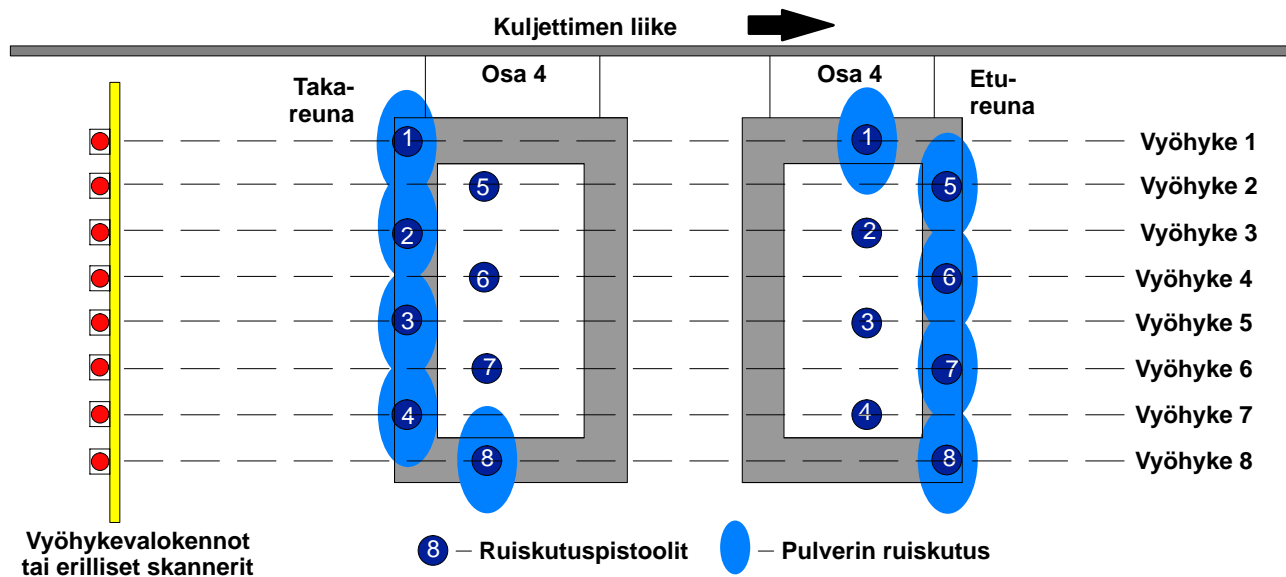 Kuljettimen liike
Osa 4
Osa 4
Taka-
reuna
Etu-
reuna
1
1
Vyöhyke 1
5
5
Vyöhyke 2
2
2
Vyöhyke 3
6
6
Vyöhyke 4
3
3
Vyöhyke 5
7
7
Vyöhyke 6
4
4
Vyöhyke 7
8
8
Vyöhyke 8
Vyöhykevalokennot
tai erilliset skannerit
8 – Ruiskutuspistoolit
– Pulverin ruiskutus